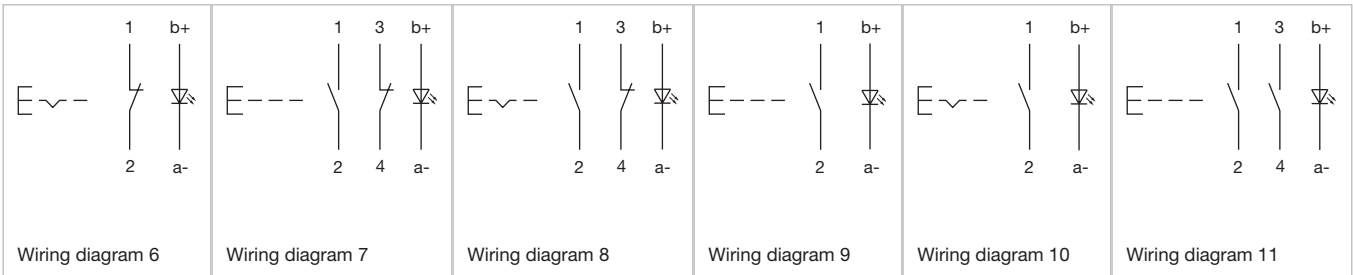 1 b+
2 a-
Wiring diagram 6
1 3 b+
2 4 a-
Wiring diagram 7
1 3 b+
2 4 a-
Wiring diagram 8
1 b+
2 a-
Wiring diagram 9
1 b+
2 a-
Wiring diagram 10
1 3 b+
2 4 a-
Wiring diagram 11